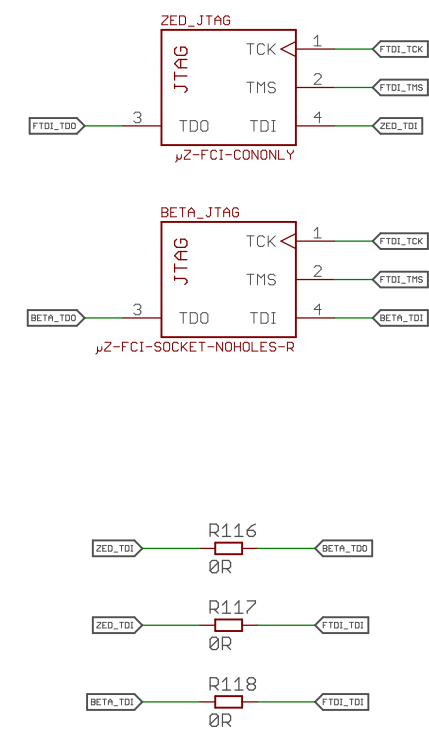 ZED_JTAG
JTAG
TCK 1 FTDI_TCK
TMS 2 FTDI_TMS
FTDI_TDO 3 TDO TDI 4 ZED_TDI
µZ-FCI-CONONLY
BETA_JTAG
JTAG
TCK 1 FTDI_TCK
TMS 2 FTDI_TMS
BETA_TDO 3 TDO TDI 4 BETA_TDI
µZ-FCI-SOCKET-NOHOLES-R
R116
ZED_TDI BETA_TDO
0R
R117
ZED_TDI FTDI_TDI
0R
R118
BETA_TDI FTDI_TDI
0R